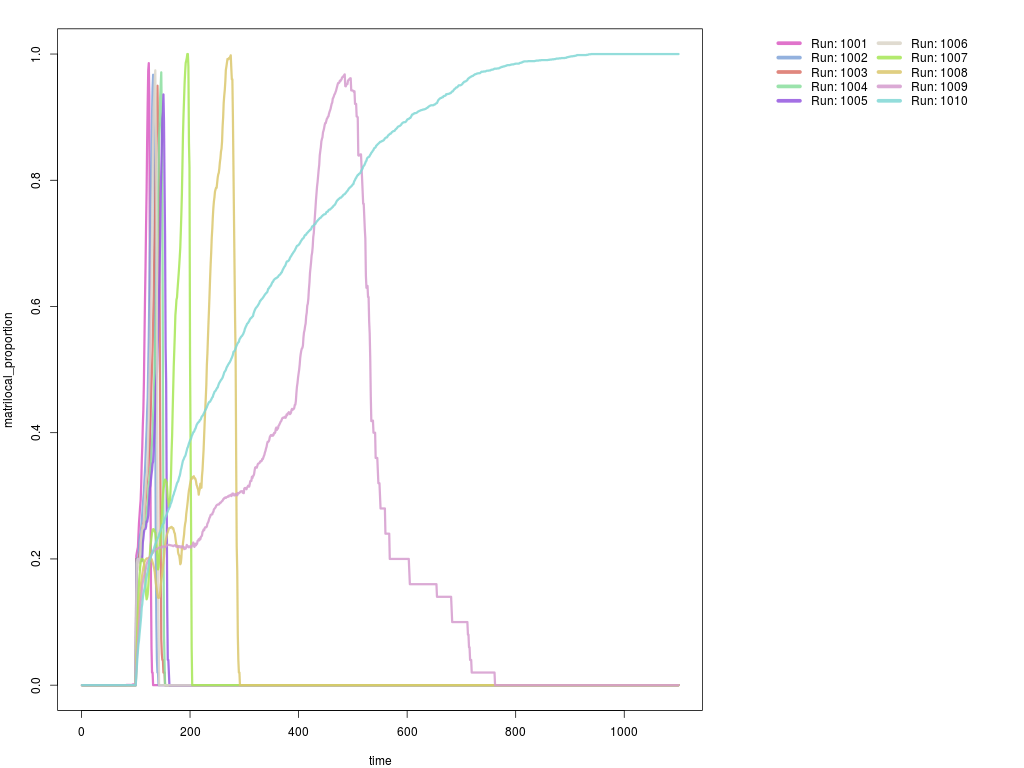 matrilocal_proportion
1.0
0.8
0.6
0.4
0.2
0.0
0 200 400 600 800 1000
time
Run: 1001 Run: 1006
Run: 1002 Run: 1007
Run: 1003 Run: 1008
Run: 1004 Run: 1009
Run: 1005 Run: 1010